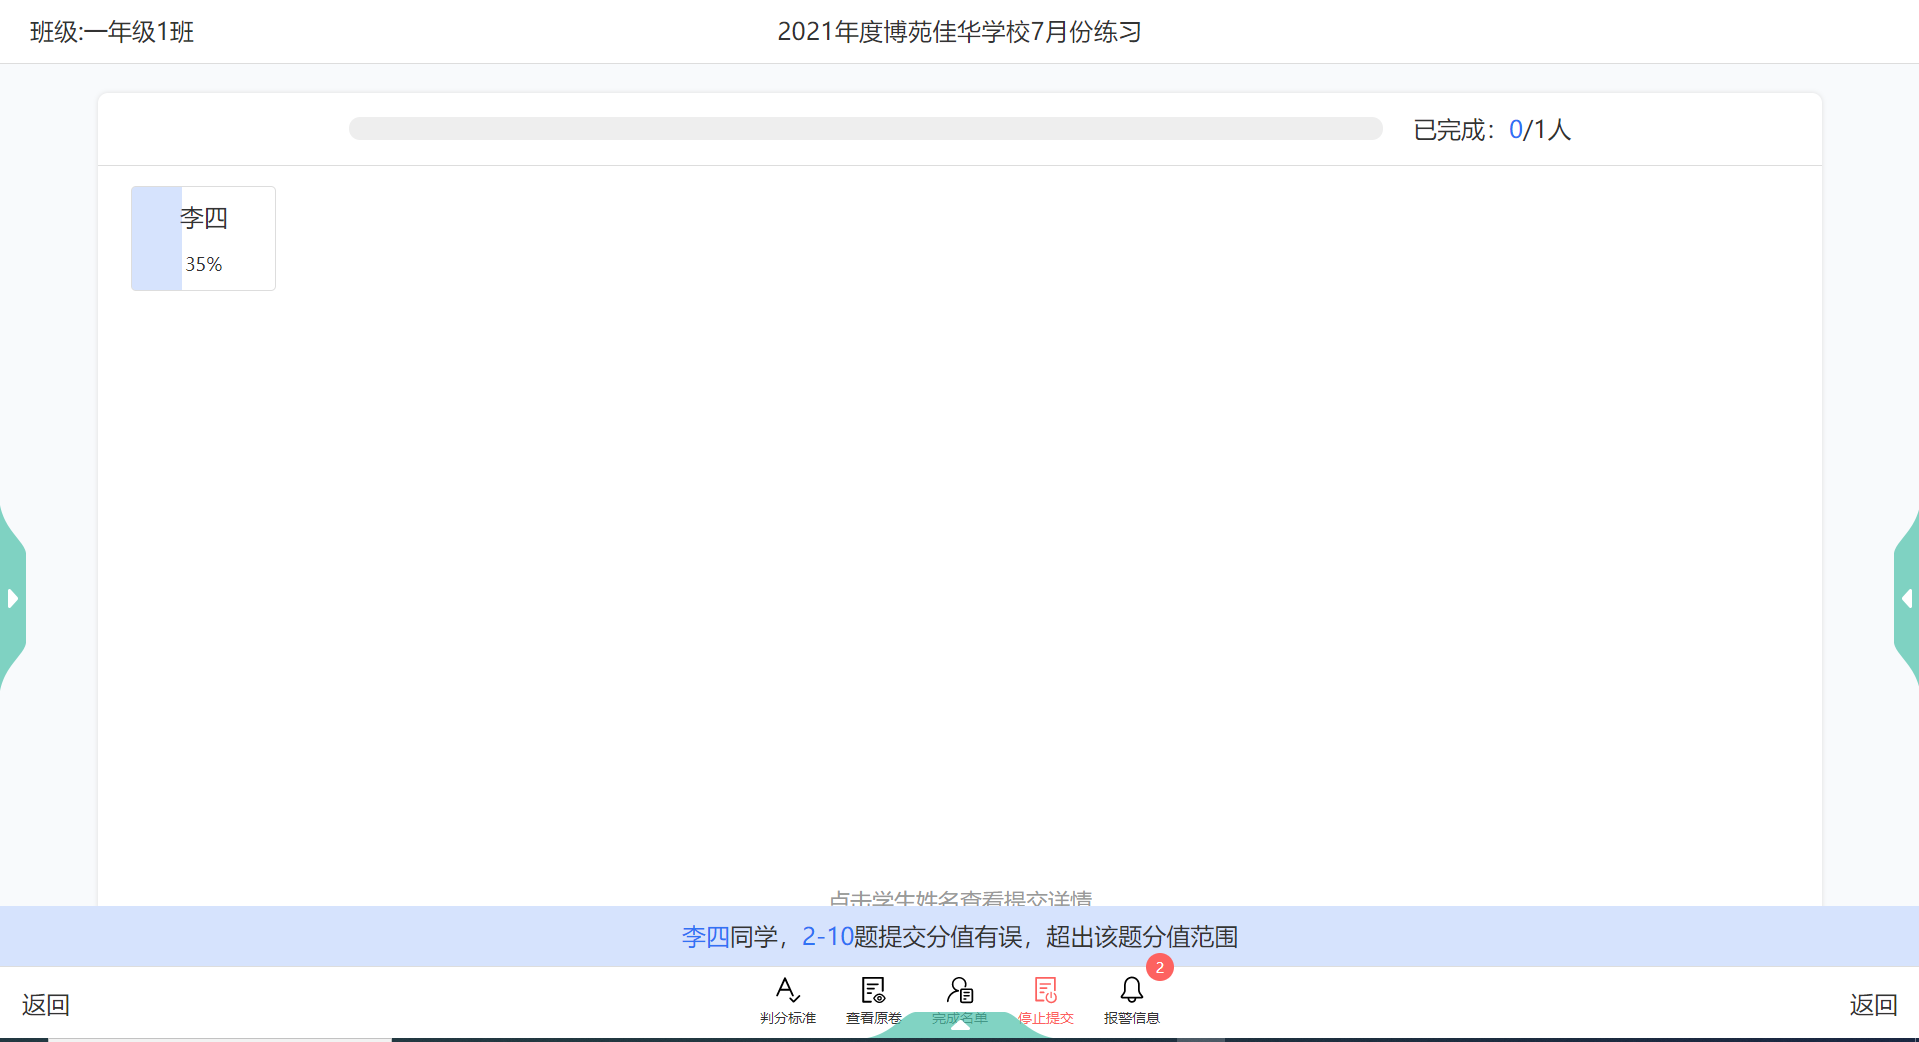 班级:一年级1班
2021年度博苑佳华学校7月份练习
已完成：0/1人
李四
35%
点击学生姓名查看提交详情
李四同学，2-10题提交分值有误，超出该题分值范围
2
返回
判分标准
查看原卷
完成名单
停止提交
报警信息
返回